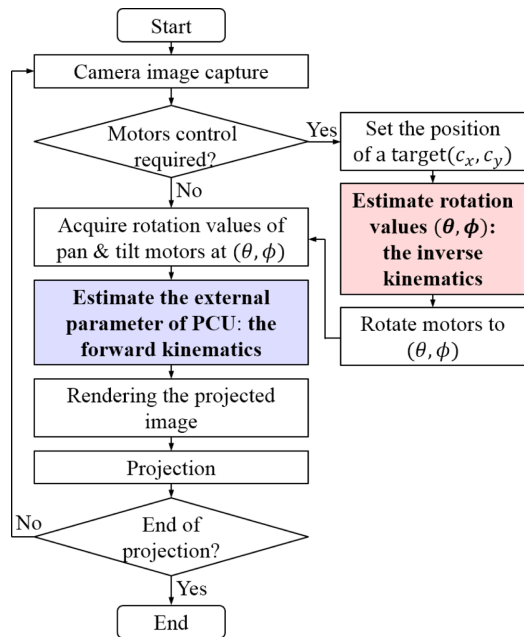 Start
Camera image capture
Motors control
required?
Yes
No
Set the position
of a target(c_x, c_y)
Estimate rotation
values (θ, ϕ):
the inverse
kinematics
Rotate motors to
(θ, ϕ)
Acquire rotation values of
pan & tilt motors at (θ, ϕ)
Estimate the external
parameter of PCU: the
forward kinematics
Rendering the projected
image
Projection
No
End of
projection?
Yes
End